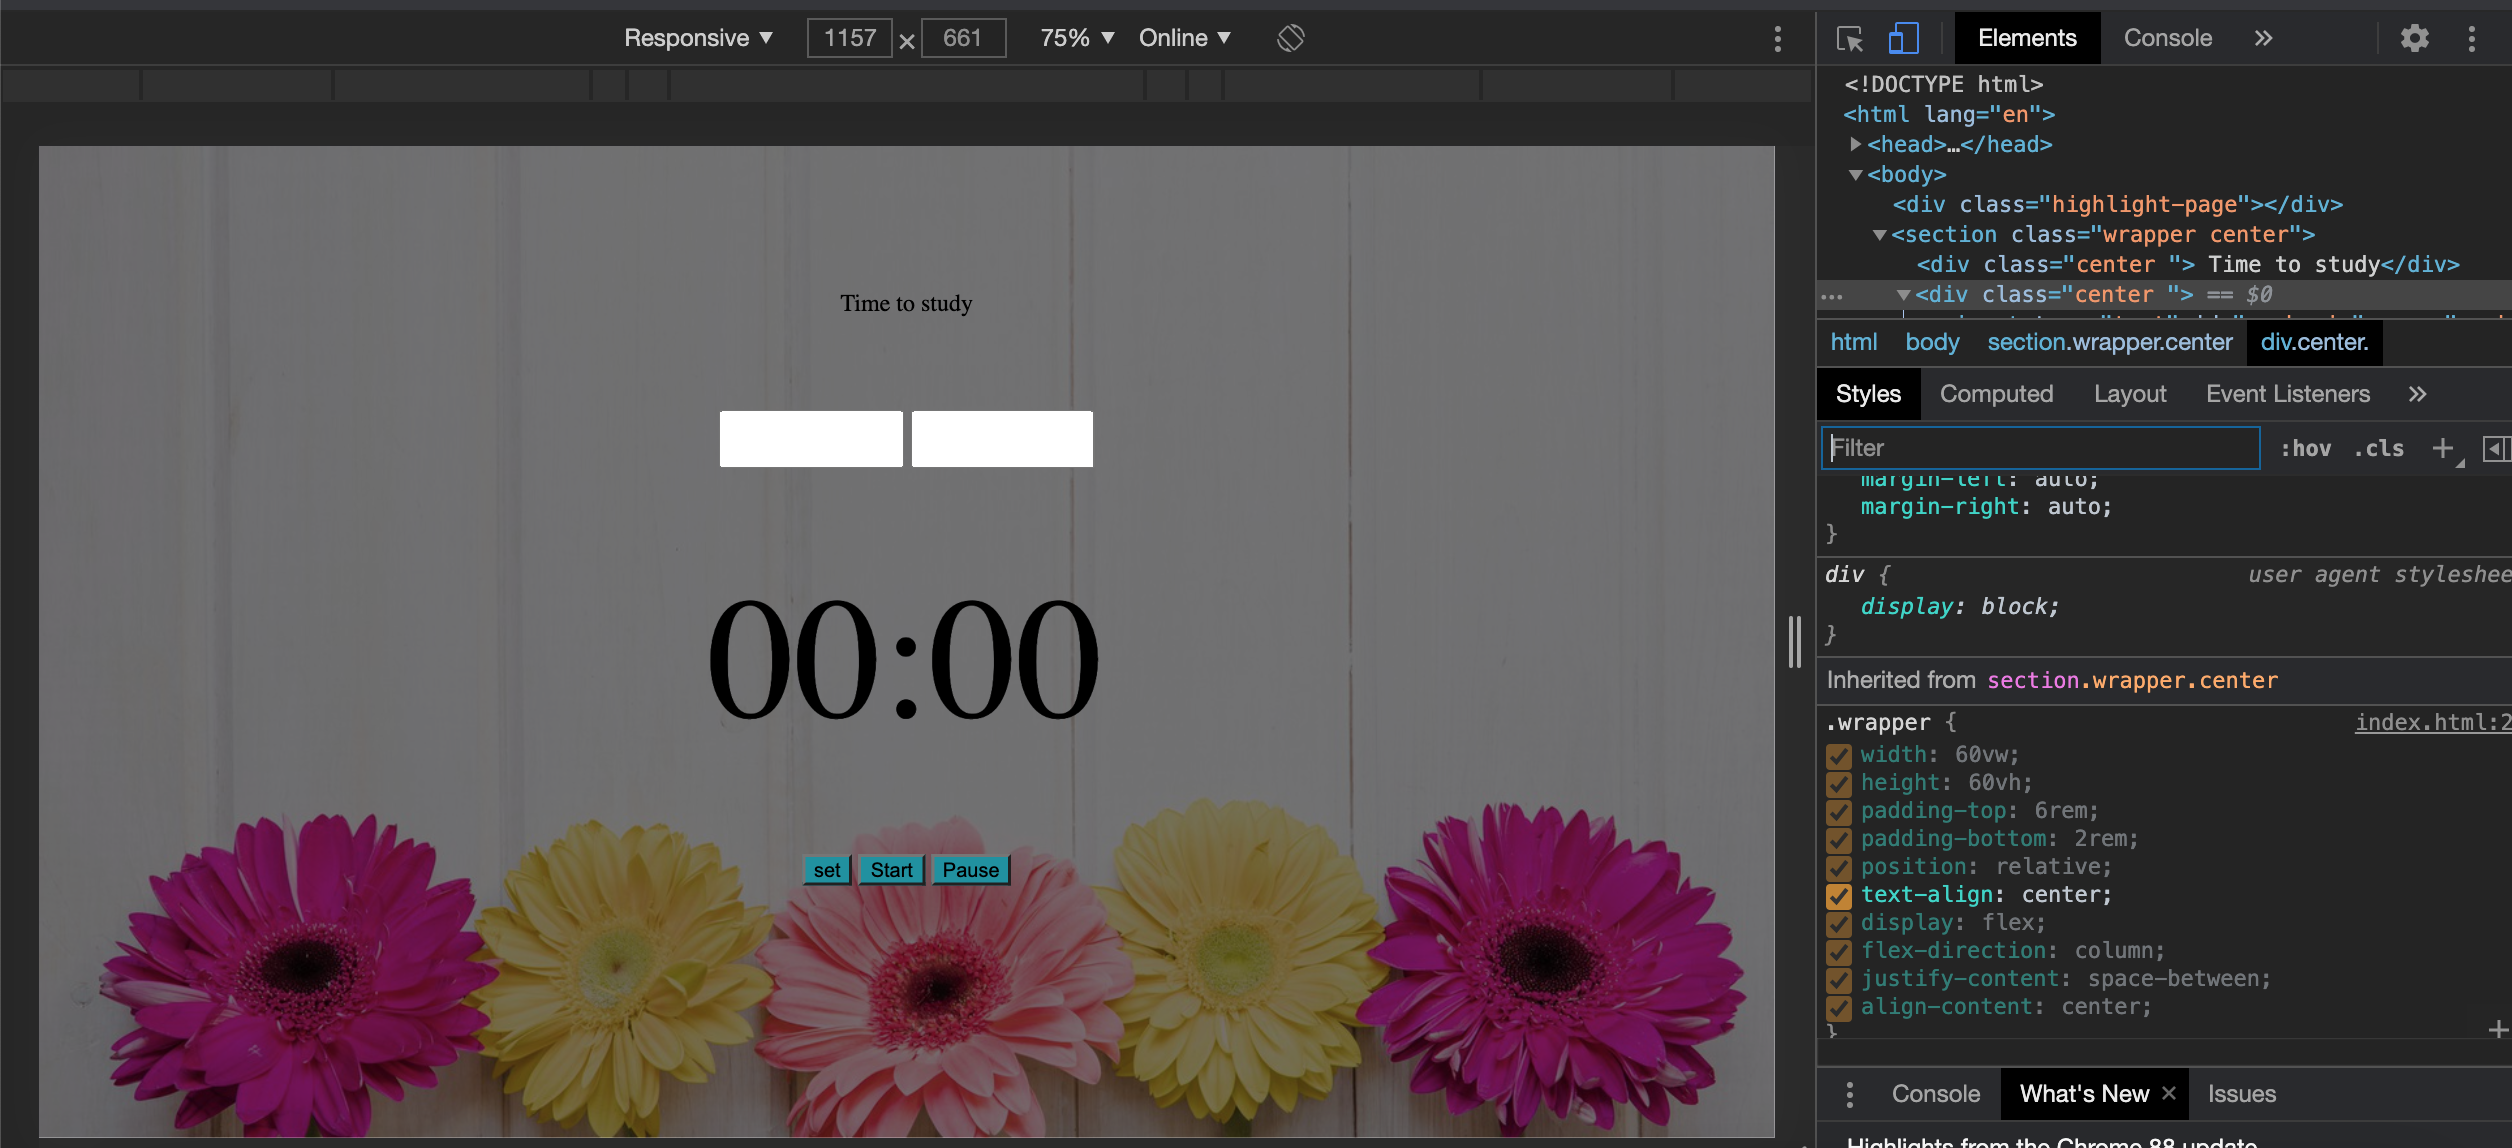 Responsive ▼ 1157 × 661 75% ▼ Online ▼
Elements Console »
<!DOCTYPE html>
<html lang="en">
▶<head>…</head>
▼<body>
<div class="highlight-page"></div>
▼<section class="wrapper center">
<div class="center "> Time to study</div>
… ▼<div class="center "> == $0
html body section.wrapper.center div.center.
Styles Computed Layout Event Listeners »
Filter :hov .cls +
margin-left: auto;
margin-right: auto;
}
div { user agent styleshee
display: block;
}
Inherited from section.wrapper.center
.wrapper { index.html:2
width: 60vw;
height: 60vh;
padding-top: 6rem;
padding-bottom: 2rem;
position: relative;
text-align: center;
display: flex;
flex-direction: column;
justify-content: space-between;
align-content: center;
}
Console What's New × Issues
Highlights from the Chrome 88 update
Time to study
00:00
set Start Pause